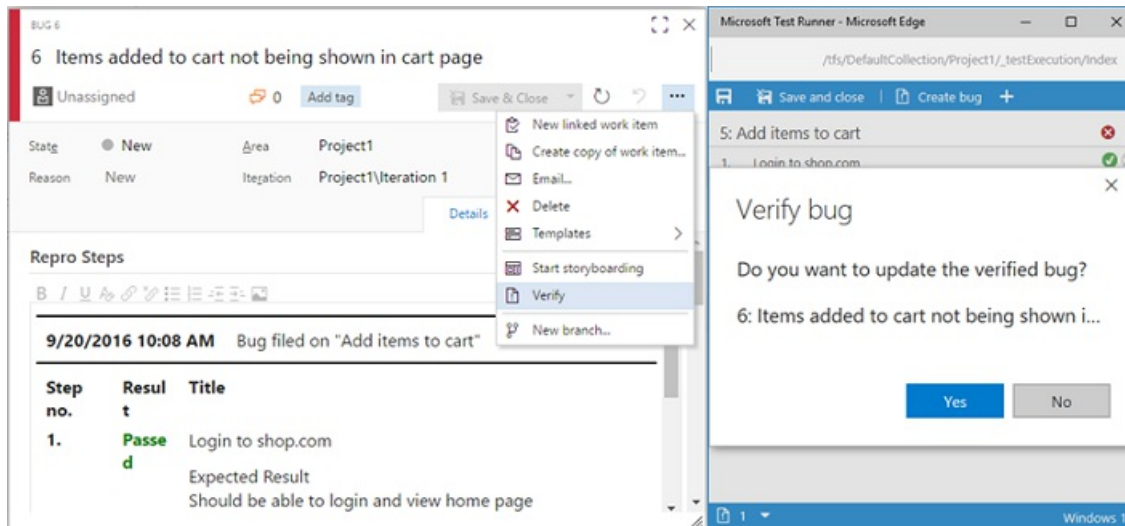 BUG 6
6 Items added to cart not being shown in cart page
Unassigned
0
Add tag
Save & Close
State
New
Area
Project1
Reason
New
Iteration
Project1\Iteration 1
Details
New linked work item
Create copy of work item...
Email...
Delete
Templates
Start storyboarding
Verify
New branch...
Repro Steps
B I U
9/20/2016 10:08 AM Bug filed on "Add items to cart"
Step Resul Title
no. t
1. Passe Login to shop.com
d
Expected Result
Should be able to login and view home page
Microsoft Test Runner - Microsoft Edge
/tfs/DefaultCollection/Project1/_testExecution/Index
Save and close | Create bug
5: Add items to cart
1. Login to shop.com
Verify bug
Do you want to update the verified bug?
6: Items added to cart not being shown i...
Yes
No
1
Windows 1